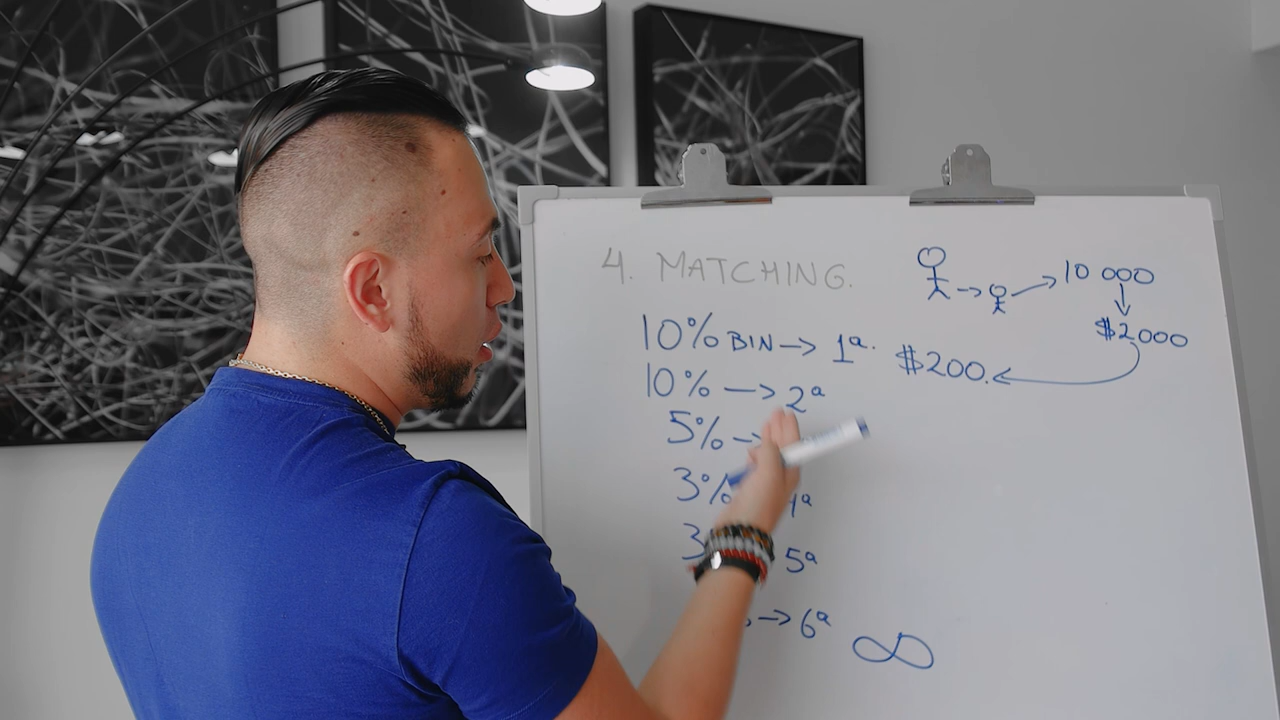 4. MATCHING.
10% BIN → 1ª.
10% → 2ª
5% →
3% 4ª
3 5ª
→ 6ª ∞
10 000
$2000
$200.